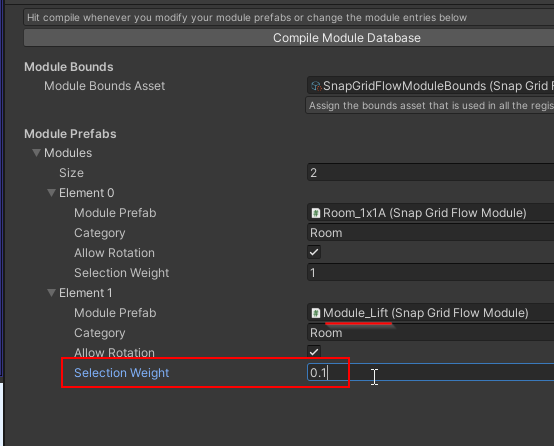 Hit compile whenever you modify your module prefabs or change the module entries below
Compile Module Database
Module Bounds
Module Bounds Asset SnapGridFlowModuleBounds (Snap Grid F
Assign the bounds asset that is used in all the regis
Module Prefabs
Modules
Size 2
Element 0
Module Prefab Room_1x1A (Snap Grid Flow Module)
Category Room
Allow Rotation
Selection Weight 1
Element 1
Module Prefab Module_Lift (Snap Grid Flow Module)
Category Room
Allow Rotation
Selection Weight 0.1